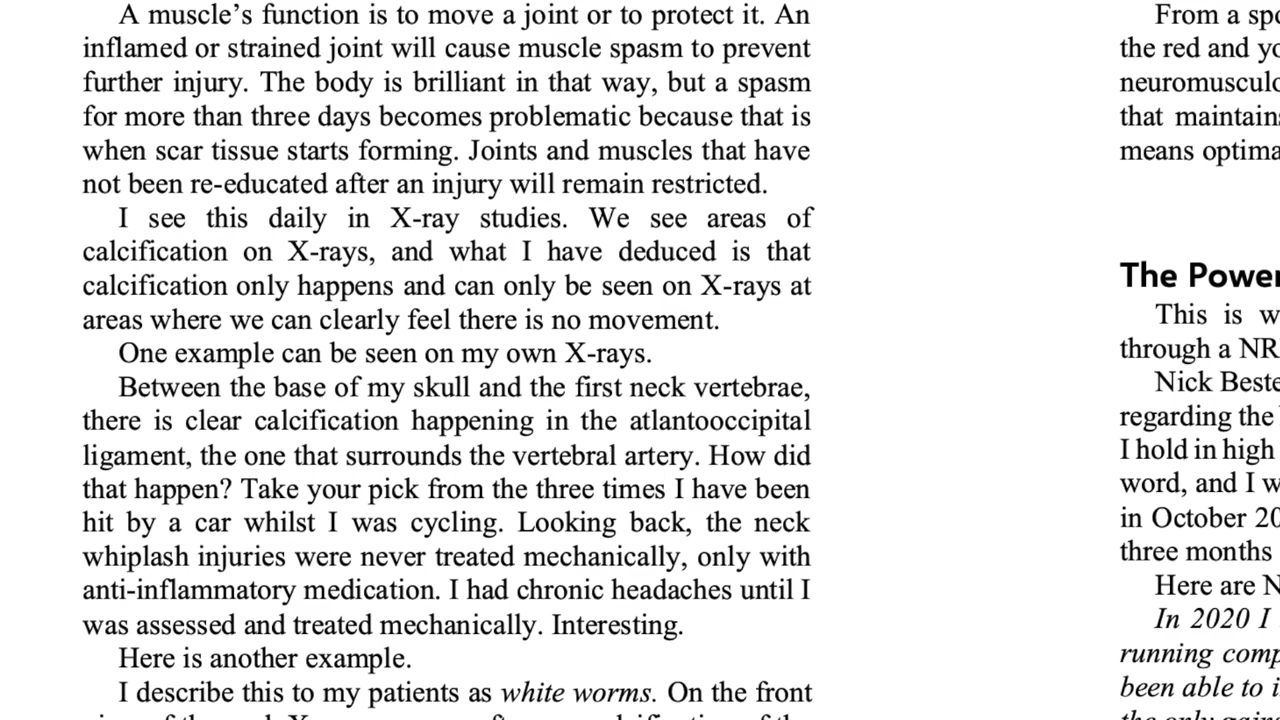 A muscle’s function is to move a joint or to protect it. An
inflamed or strained joint will cause muscle spasm to prevent
further injury. The body is brilliant in that way, but a spasm
for more than three days becomes problematic because that is
when scar tissue starts forming. Joints and muscles that have
not been re-educated after an injury will remain restricted.
I see this daily in X-ray studies. We see areas of
calcification on X-rays, and what I have deduced is that
calcification only happens and can only be seen on X-rays at
areas where we can clearly feel there is no movement.
One example can be seen on my own X-rays.
Between the base of my skull and the first neck vertebrae,
there is clear calcification happening in the atlantooccipital
ligament, the one that surrounds the vertebral artery. How did
that happen? Take your pick from the three times I have been
hit by a car whilst I was cycling. Looking back, the neck
whiplash injuries were never treated mechanically, only with
anti-inflammatory medication. I had chronic headaches until I
was assessed and treated mechanically. Interesting.
Here is another example.
I describe this to my patients as white worms. On the front
From a
the red and
that
means
The
This is
through a
Nick
regarding the
I hold in high
word, and I
in October
three months
Here are
In 2020 I
running
been able to